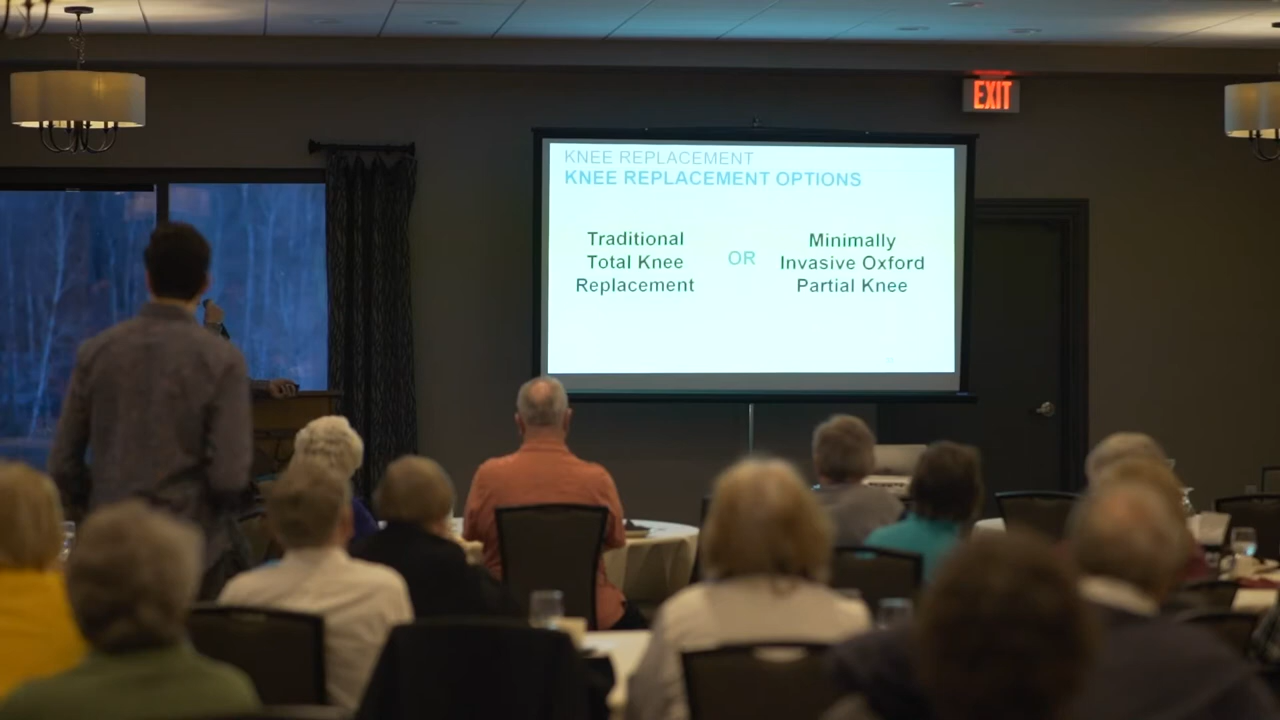 EXIT
KNEE REPLACEMENT
KNEE REPLACEMENT OPTIONS
Traditional
Total Knee
Replacement
OR
Minimally
Invasive Oxford
Partial Knee